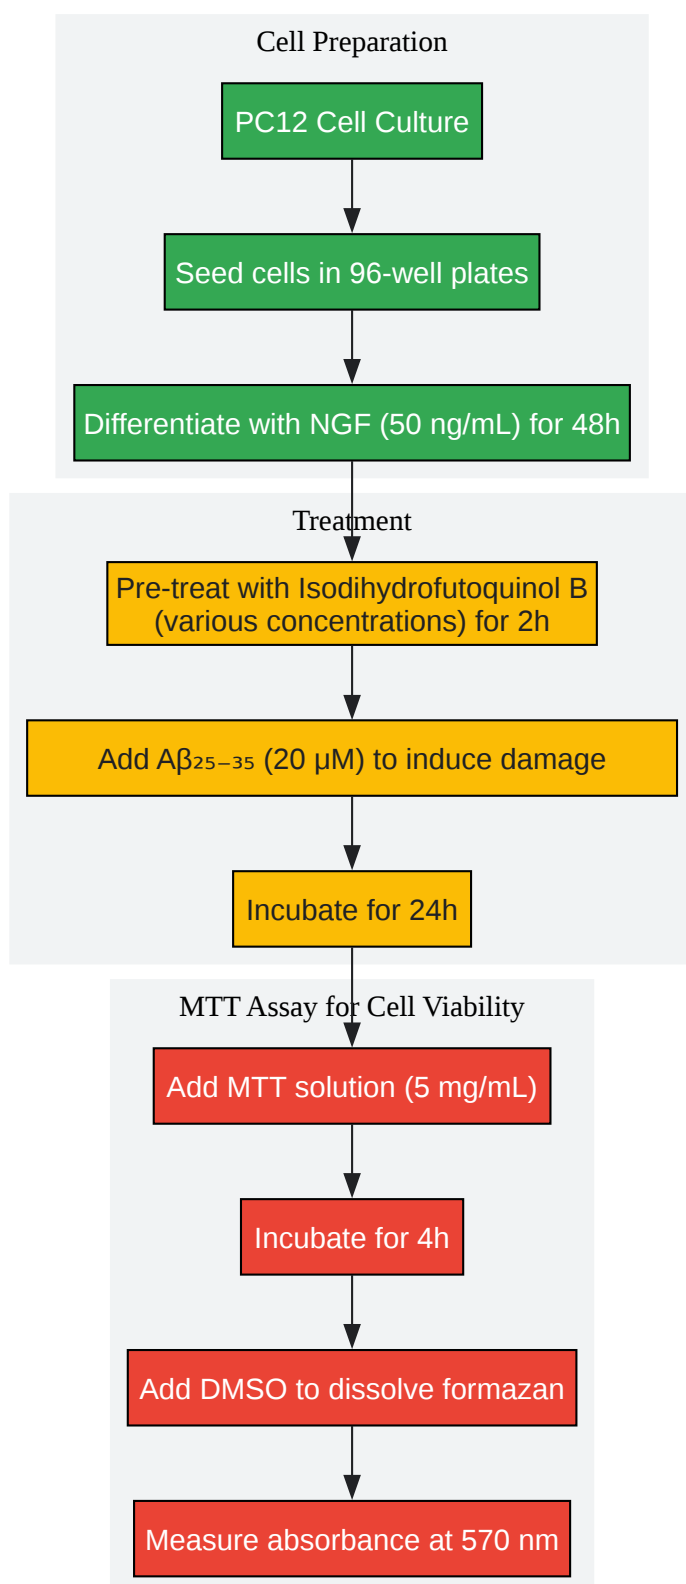 Cell Preparation
PC12 Cell Culture
Seed cells in 96-well plates
Differentiate with NGF (50 ng/mL) for 48h
Treatment
Pre-treat with Isodihydrofutoquinol B
(various concentrations) for 2h
Add Aβ₂₅₋₃₅ (20 μM) to induce damage
Incubate for 24h
MTT Assay for Cell Viability
Add MTT solution (5 mg/mL)
Incubate for 4h
Add DMSO to dissolve formazan
Measure absorbance at 570 nm